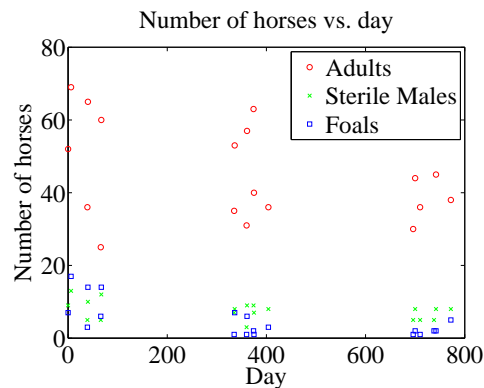 Number of horses vs. day
80
60
40
20
0
Number of horses
Adults
Sterile Males
Foals
0 200 400 600 800
Day